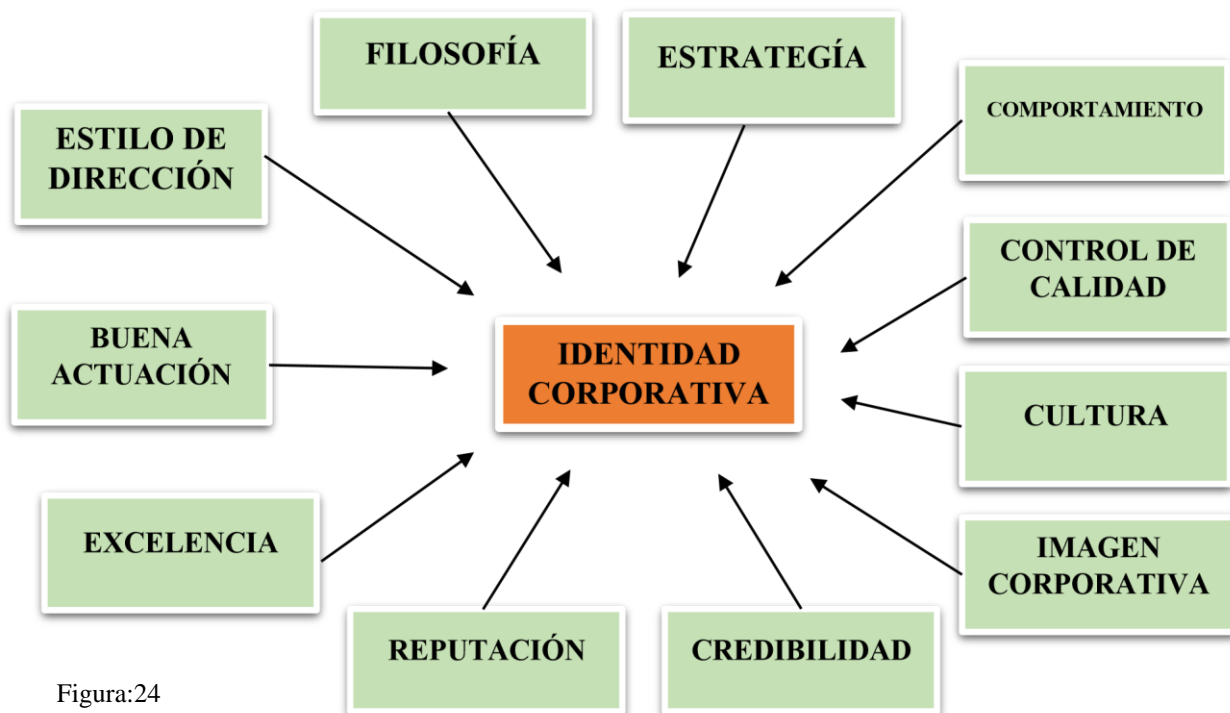 FILOSOFÍA
ESTRATEGÍA
COMPORTAMIENTO
ESTILO DE
DIRECCIÓN
CONTROL DE
CALIDAD
BUENA
ACTUACIÓN
IDENTIDAD
CORPORATIVA
CULTURA
EXCELENCIA
IMAGEN
CORPORATIVA
REPUTACIÓN
CREDIBILIDAD
Figura:24